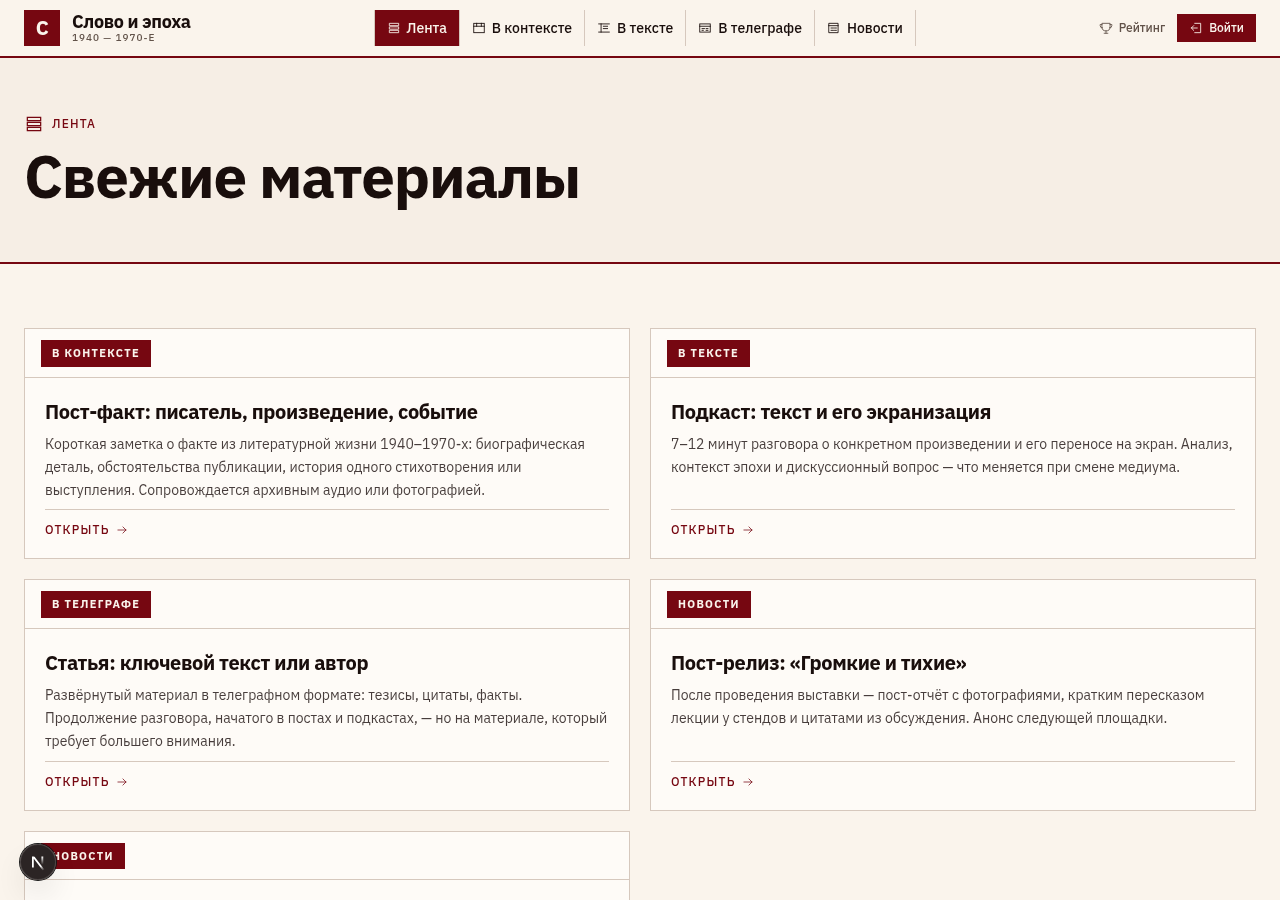 С
Слово и эпоха
1940 — 1970-Е
Лента
В контексте
В тексте
В телеграфе
Новости
Рейтинг
Войти
ЛЕНТА
Свежие материалы
В КОНТЕКСТЕ
Пост-факт: писатель, произведение, событие
Короткая заметка о факте из литературной жизни 1940–1970-х: биографическая
деталь, обстоятельства публикации, история одного стихотворения или
выступления. Сопровождается архивным аудио или фотографией.
ОТКРЫТЬ →
В ТЕКСТЕ
Подкаст: текст и его экранизация
7–12 минут разговора о конкретном произведении и его переносе на экран. Анализ,
контекст эпохи и дискуссионный вопрос — что меняется при смене медиума.
ОТКРЫТЬ →
В ТЕЛЕГРАФЕ
Статья: ключевой текст или автор
Развёрнутый материал в телеграфном формате: тезисы, цитаты, факты.
Продолжение разговора, начатого в постах и подкастах, — но на материале, который
требует большего внимания.
ОТКРЫТЬ →
НОВОСТИ
Пост-релиз: «Громкие и тихие»
После проведения выставки — пост-отчёт с фотографиями, кратким пересказом
лекции у стендов и цитатами из обсуждения. Анонс следующей площадки.
ОТКРЫТЬ →
НОВОСТИ
N